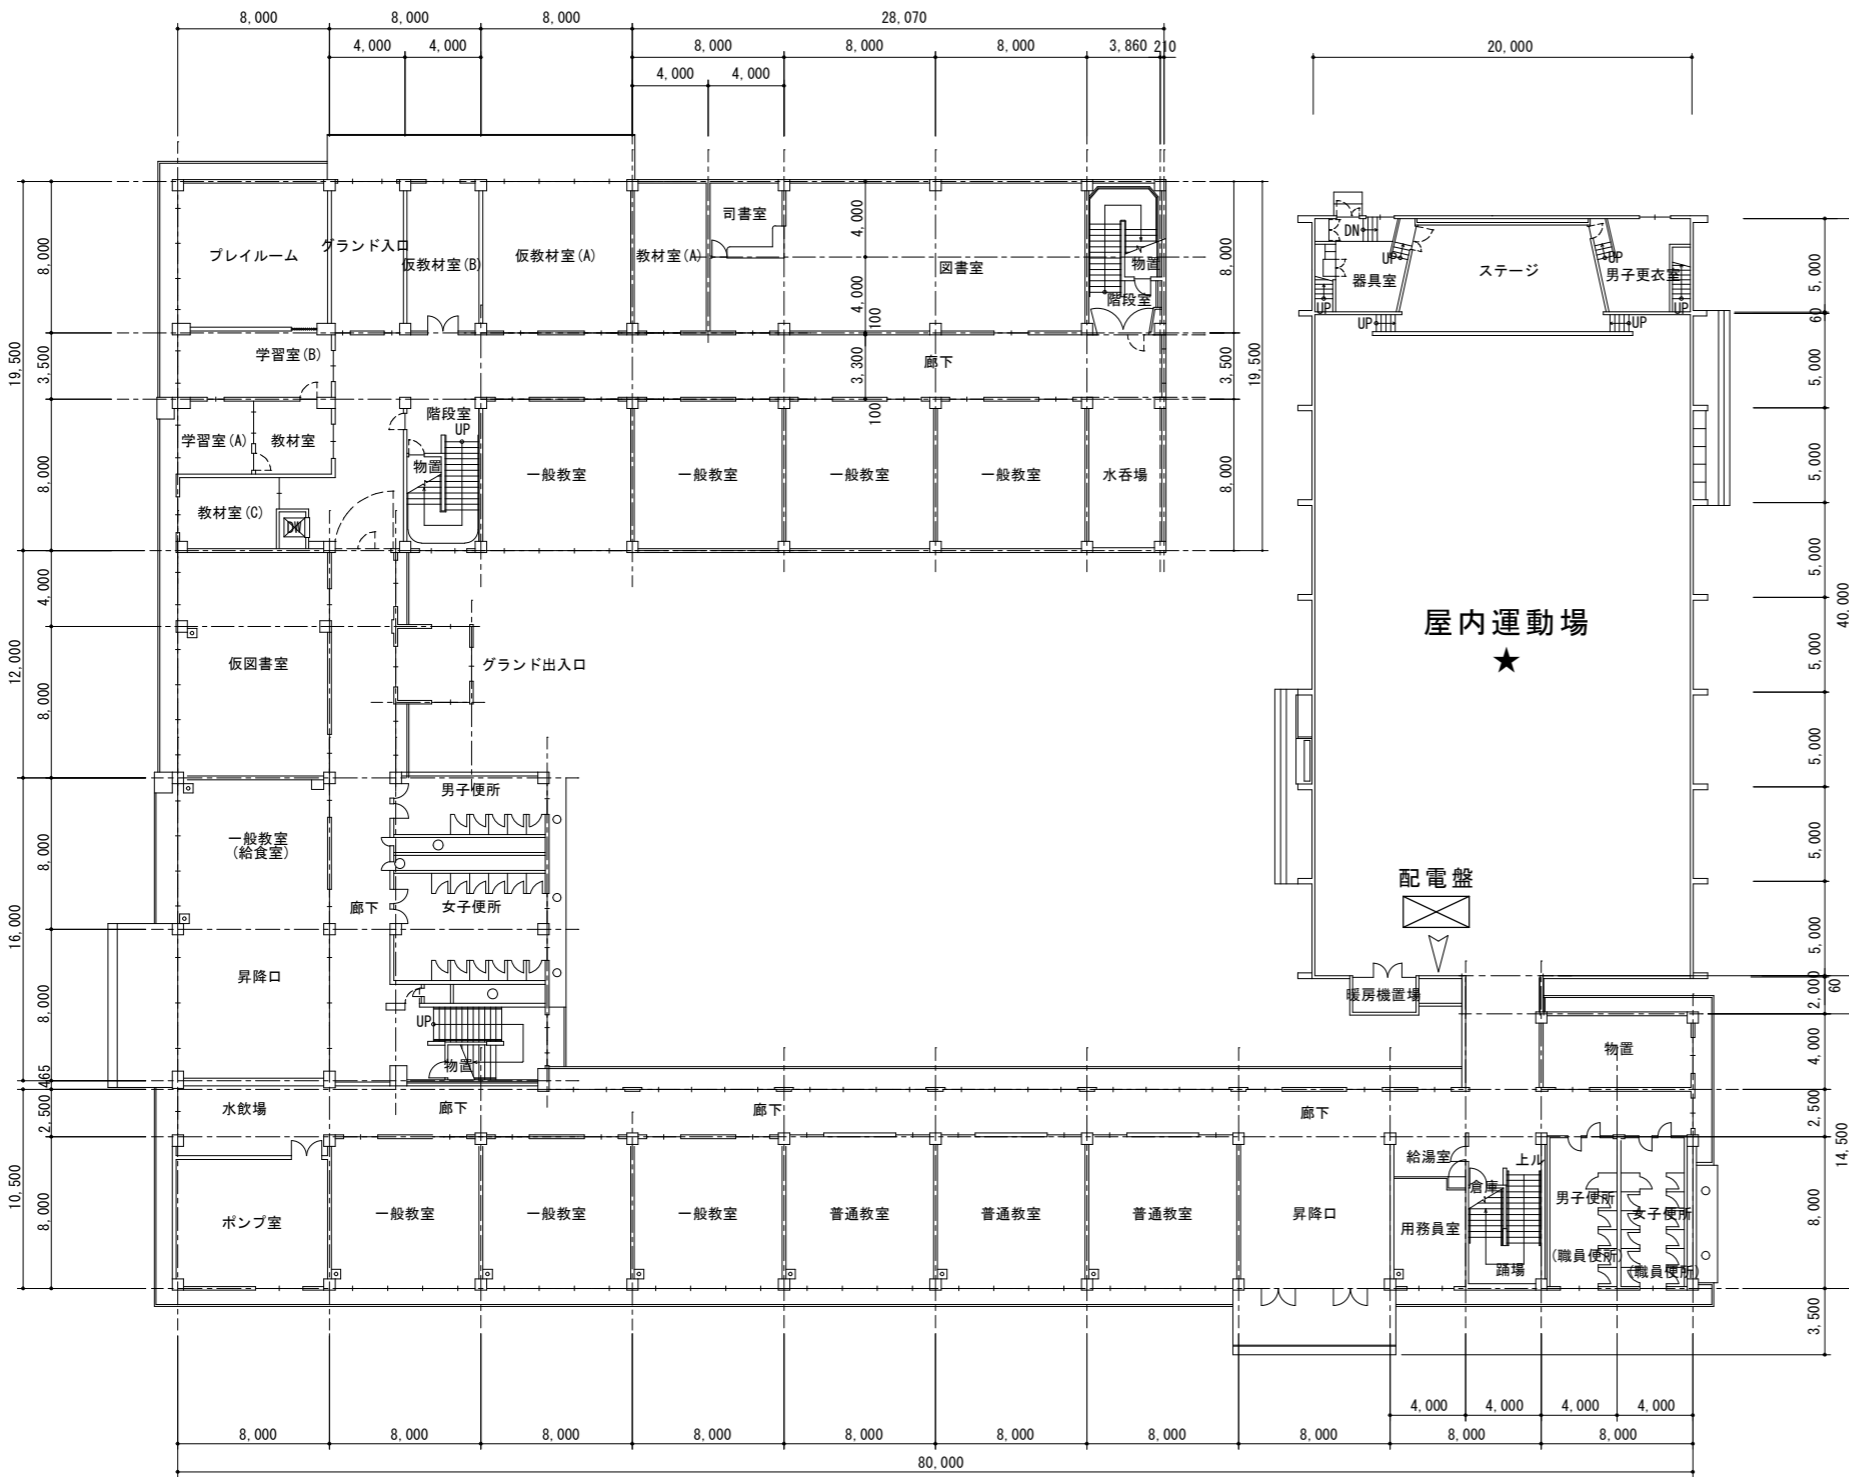 8,000
8,000
8,000
28,070
4,000
4,000
8,000
8,000
8,000
3,860
210
20,000
4,000
4,000
プレイルーム
グランド入口
仮教材室(B)
仮教材室(A)
教材室(A)
司書室
4,000
4,000
図書室
物置
階段室
8,000
DN
UP
器具室
UP
ステージ
UP
男子更衣室
UP
UP
UP
5,000
60
8,000
19,500
3,500
学習室(B)
100
3,300
100
廊下
3,500
19,500
5,000
学習室(A)
教材室
階段室
UP
物置
一般教室
一般教室
一般教室
一般教室
水呑場
8,000
8,000
5,000
教材室(C)
DW
5,000
4,000
12,000
8,000
仮図書室
グランド出入口
屋内運動場
★
5,000
40,000
5,000
男子便所
一般教室
(給食室)
8,000
16,000
廊下
女子便所
配電盤
5,000
5,000
昇降口
8,000
UP
物置
暖房機置場
2,000
60
物置
4,000
465
2,500
水飲場
廊下
廊下
廊下
2,500
14,500
10,500
8,000
ポンプ室
一般教室
一般教室
一般教室
普通教室
普通教室
普通教室
昇降口
給湯室
用務員室
倉庫
上ル
踊場
男子便所
(職員便所)
女子便所
(職員便所)
8,000
3,500
4,000
4,000
4,000
4,000
8,000
8,000
8,000
8,000
8,000
8,000
8,000
8,000
8,000
8,000
80,000